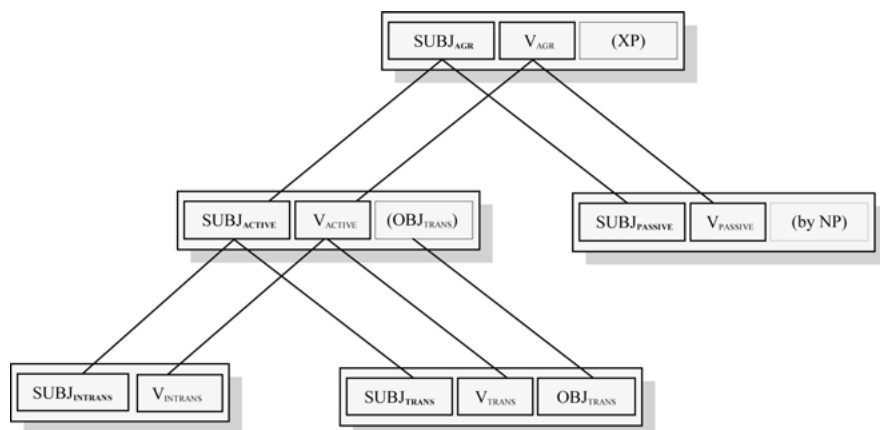 SUBJAGR VAGR (XP)
SUBJACTIVE VACTIVE (OBJTRANS) SUBJPASSIVE VPASSIVE (by NP)
SUBJINTRANS VINTRANS SUBJTRANS VTRANS OBJTRANS